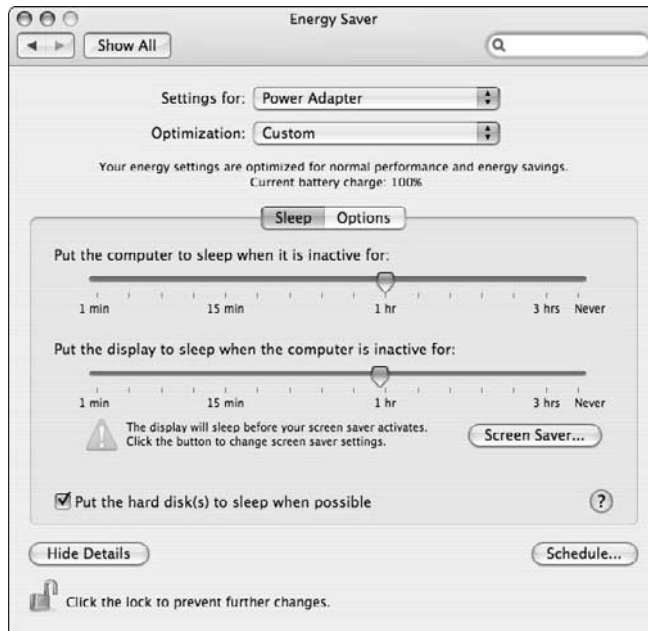 Energy Saver
Show All
Settings for: Power Adapter
Optimization: Custom
Your energy settings are optimized for normal performance and energy savings.
Current battery charge: 100%
Sleep Options
Put the computer to sleep when it is inactive for:
1 min 15 min 1 hr 3 hrs Never
Put the display to sleep when the computer is inactive for:
1 min 15 min 1 hr 3 hrs Never
The display will sleep before your screen saver activates.
Click the button to change screen saver settings.
Screen Saver...
Put the hard disk(s) to sleep when possible
?
Hide Details
Schedule...
Click the lock to prevent further changes.